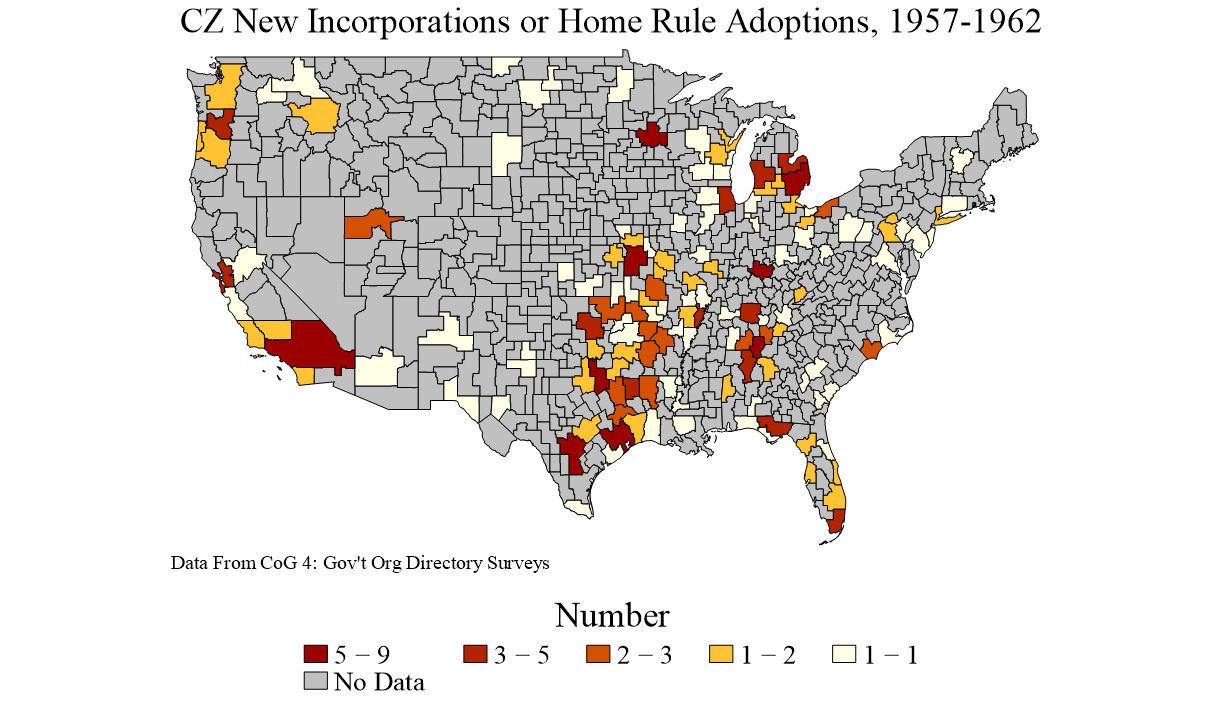 CZ New Incorporations or Home Rule Adoptions, 1957-1962
Data From CoG 4: Gov't Org Directory Surveys
Number
5 − 9
3 − 5
2 − 3
1 − 2
1 − 1
No Data